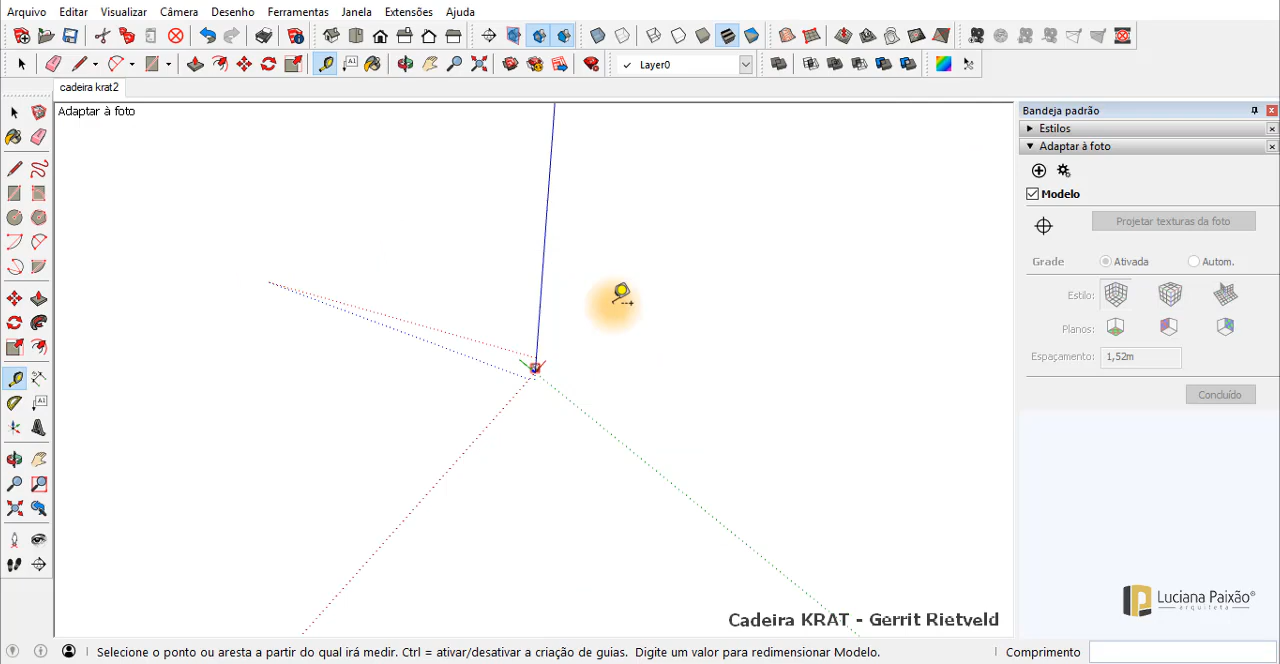 Arquivo Editar Visualizar Câmera Desenho Ferramentas Janela Extensões Ajuda
Layer0
cadeira krat2
Adaptar à foto
Bandeja padrão
Estilos
Adaptar à foto
Modelo
Projetar texturas da foto
Grade Ativada Autom.
Estilo:
Planos:
Espaçamento: 1,52m
Concluído
Luciana Paixão®
arquiteta
Cadeira KRAT - Gerrit Rietveld
Selecione o ponto ou aresta a partir do qual irá medir. Ctrl = ativar/desativar a criação de guias. Digite um valor para redimensionar Modelo. Comprimento